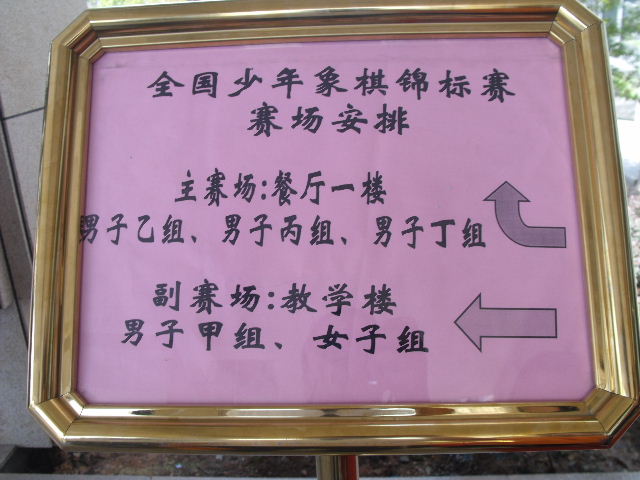 全国少年象棋锦标赛
赛场安排
主赛场:餐厅一楼
男子乙组、男子丙组、男子丁组
副赛场:教学楼
男子甲组、女子组